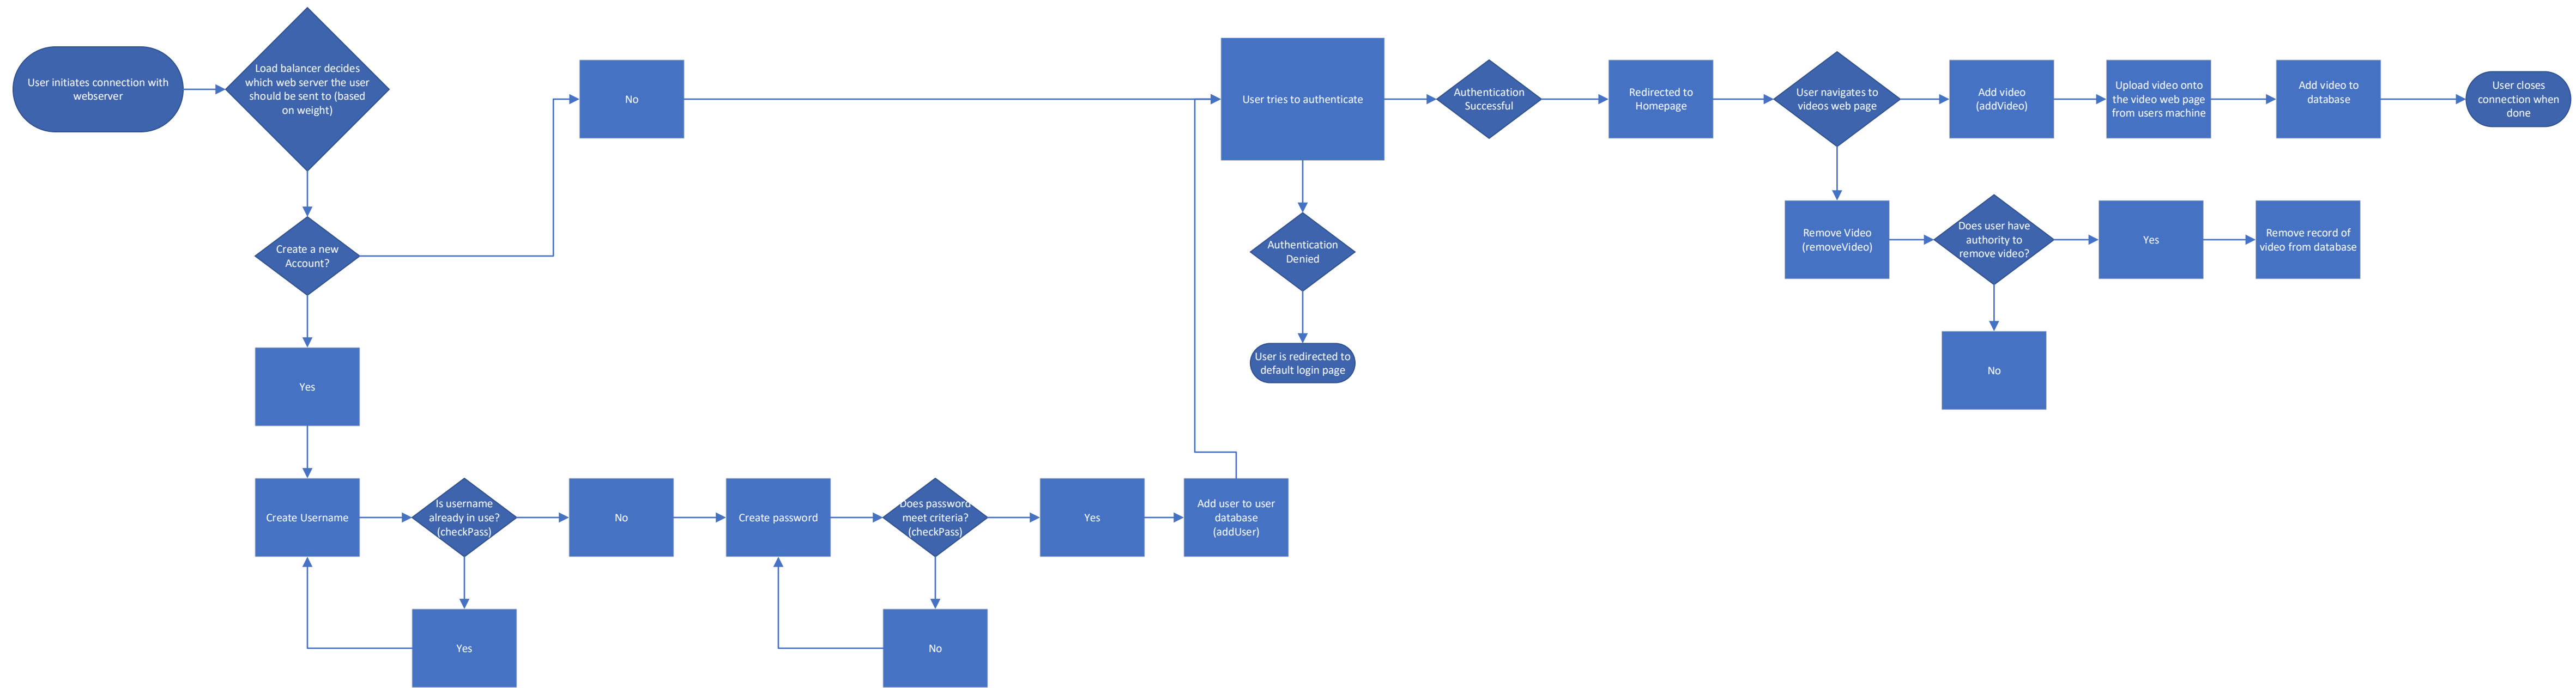 User initiates connection with
webserver
Load balancer decides
which web server the user
should be sent to (based
on weight)
No
User tries to authenticate
Authentication
Successful
Redirected to
Homepage
User navigates to
videos web page
Add video
(addVideo)
Upload video onto
the video web page
from users machine
Add video to
database
User closes
connection when
done
Create a new
Account?
Authentication
Denied
Remove Video
(removeVideo)
Does user have
authority to
remove video?
Yes
Remove record of
video from database
User is redirected to
default login page
No
Yes
Create Username
Is username
already in use?
(checkPass)
No
Create password
Does password
meet criteria?
(checkPass)
Yes
Add user to user
database
(addUser)
Yes
No